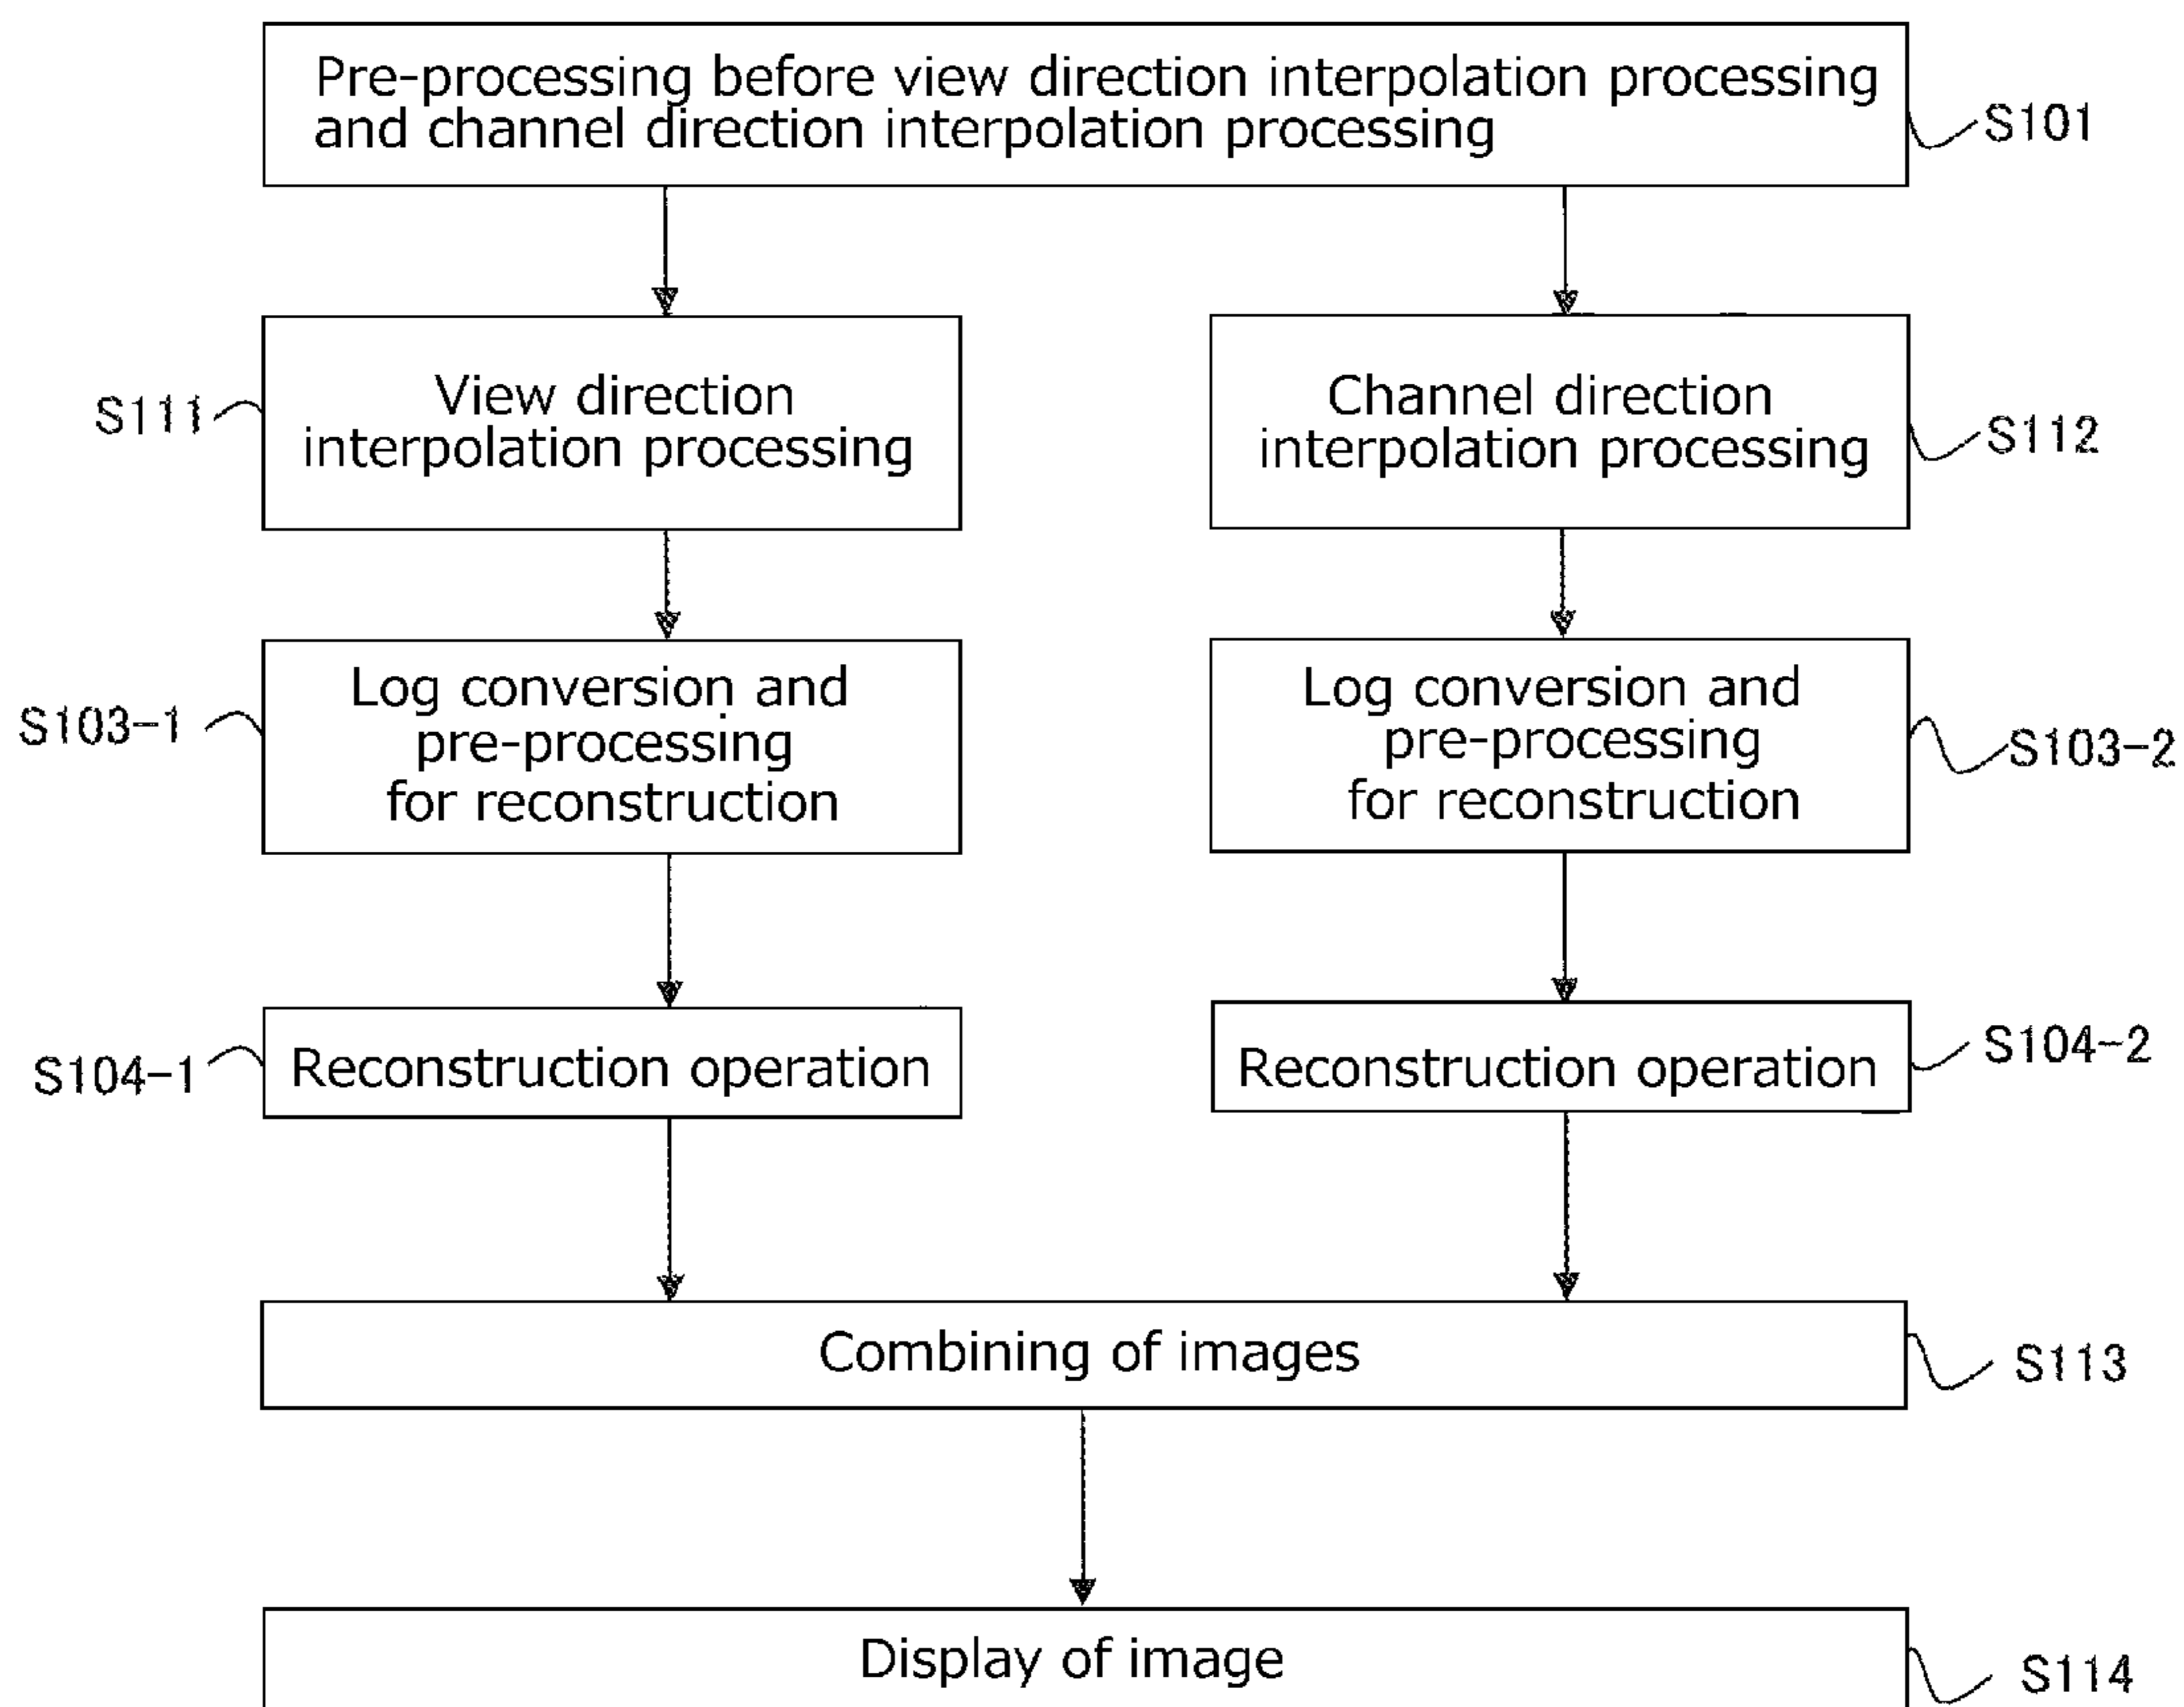 Pre-processing before view direction interpolation processing
and channel direction interpolation processing
S101
S111
View direction
interpolation processing
Channel direction
interpolation processing
S112
S103-1
Log conversion and
pre-processing
for reconstruction
Log conversion and
pre-processing
for reconstruction
S103-2
S104-1
Reconstruction operation
Reconstruction operation
S104-2
Combining of images
S113
Display of image
S114